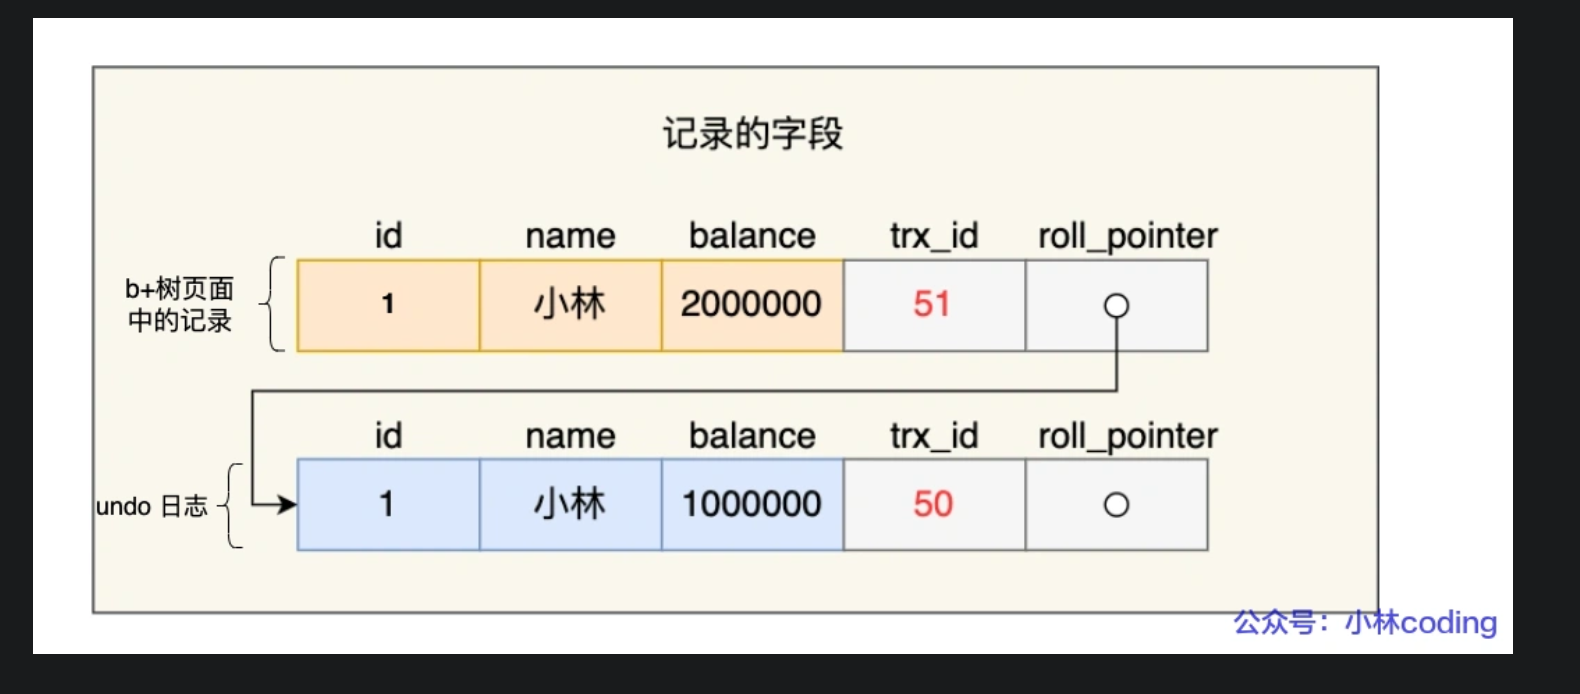 记录的字段
id name balance trx_id roll_pointer
b+树页面
中的记录
1 小林 2000000 51
id name balance trx_id roll_pointer
undo 日志
1 小林 1000000 50
公众号：小林coding